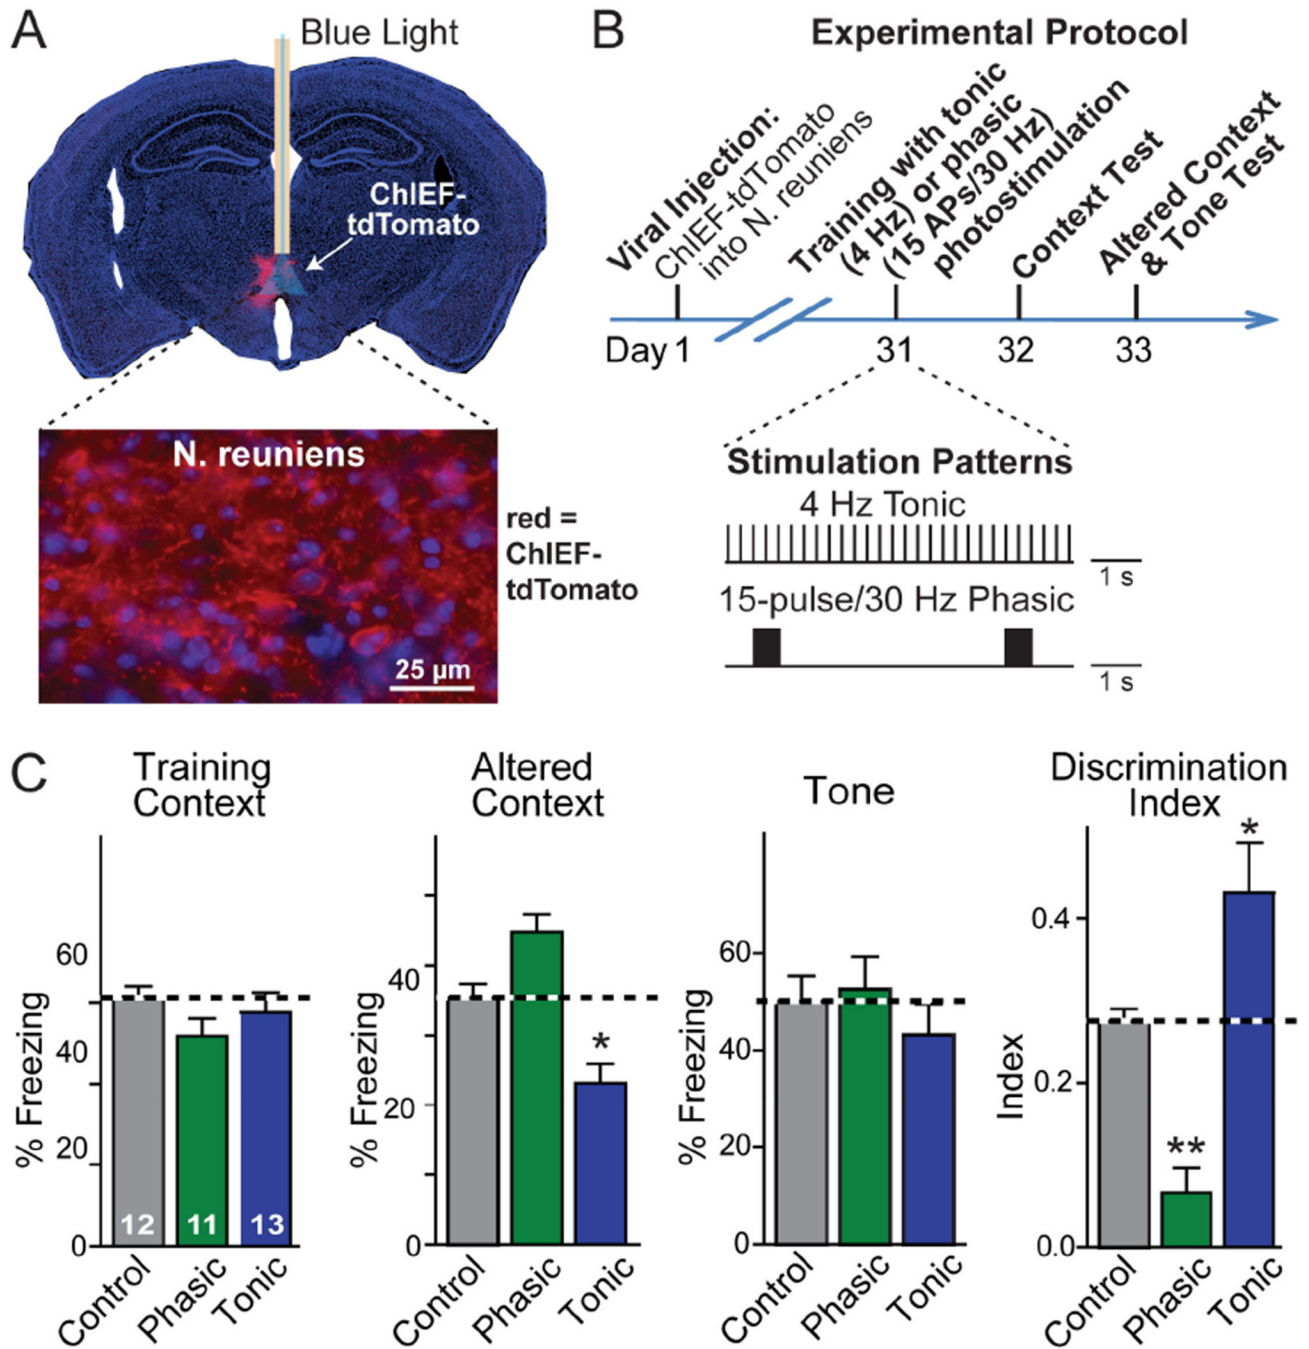 A
Blue Light
ChIEF-
tdTomato
N. reuniens
25 µm
red =
ChIEF-
tdTomato
B
Experimental Protocol
Viral Injection:
ChIEF-tdTomato
into N. reuniens
Training with tonic
(4 Hz) or phasic
(15 APs/30 Hz)
photostimulation
Context Test
Altered Context
& Tone Test
Day 1
31
32
33
Stimulation Patterns
4 Hz Tonic
1 s
15-pulse/30 Hz Phasic
1 s
C
Training
Context
% Freezing
60
40
20
0
12
11
13
Control
Phasic
Tonic
Altered
Context
% Freezing
40
20
0
*
Control
Phasic
Tonic
Tone
% Freezing
60
40
20
0
Control
Phasic
Tonic
Discrimination
Index
Index
0.4
0.2
0.0
**
*
Control
Phasic
Tonic